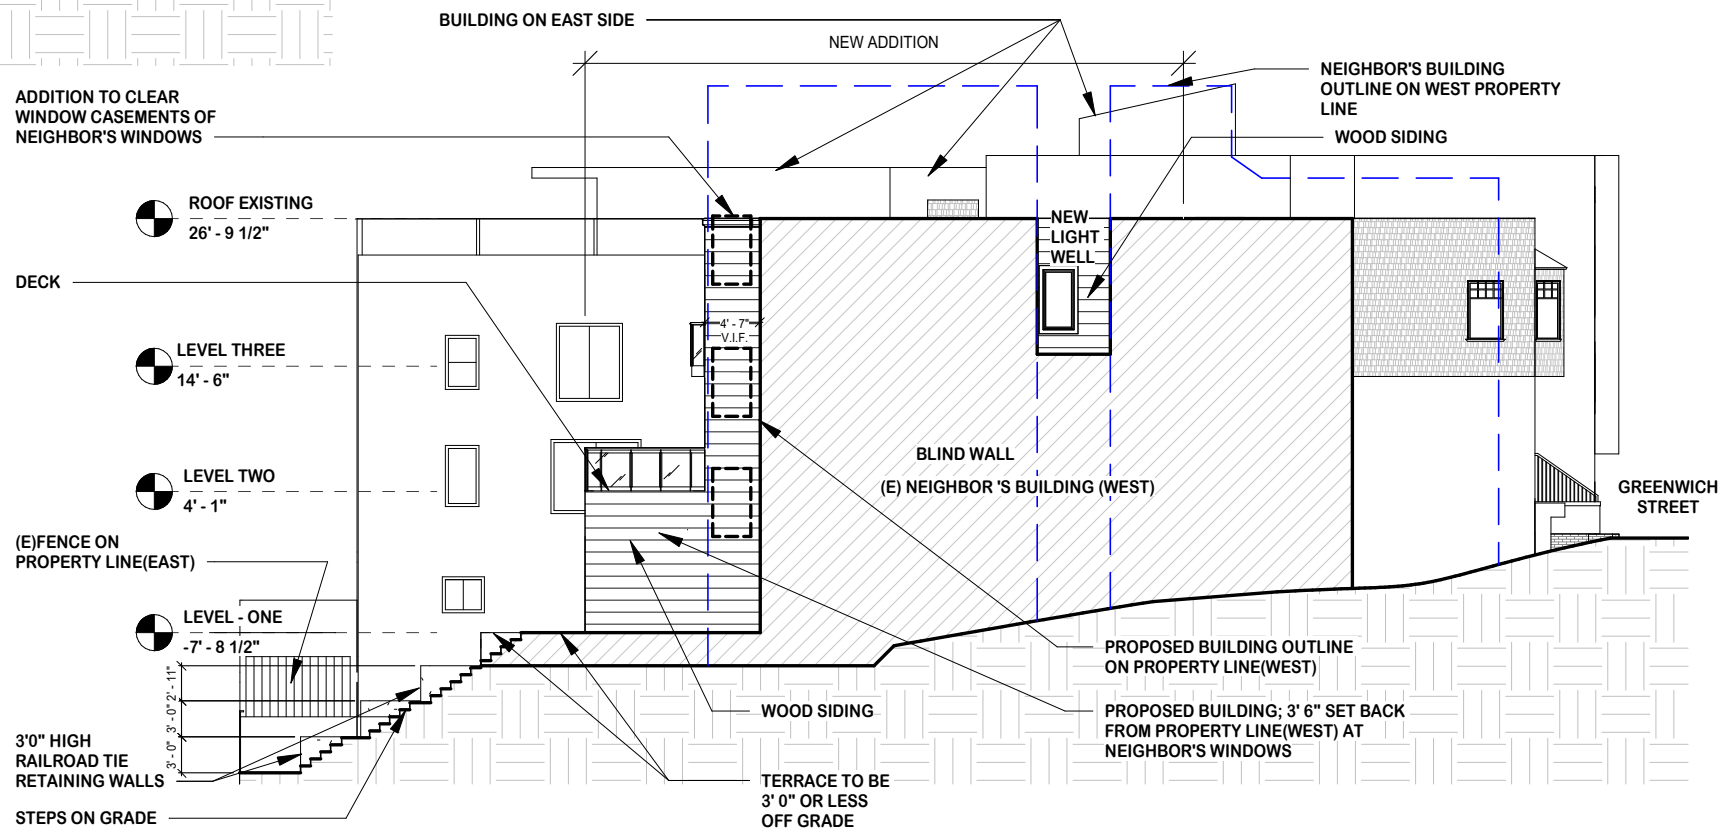 BUILDING ON EAST SIDE
NEW ADDITION
NEIGHBOR'S BUILDING
OUTLINE ON WEST PROPERTY
LINE
WOOD SIDING
ADDITION TO CLEAR
WINDOW CASEMENTS OF
NEIGHBOR'S WINDOWS
ROOF EXISTING
26' - 9 1/2"
NEW
LIGHT
WELL
DECK
4' - 7"
V.I.F.
LEVEL THREE
14' - 6"
BLIND WALL
(E) NEIGHBOR 'S BUILDING (WEST)
LEVEL TWO
4' - 1"
GREENWICH
STREET
(E)FENCE ON
PROPERTY LINE(EAST)
LEVEL - ONE
-7' - 8 1/2"
2' - 11"
3' - 0"
3' - 0"
PROPOSED BUILDING OUTLINE
ON PROPERTY LINE(WEST)
WOOD SIDING
PROPOSED BUILDING; 3' 6" SET BACK
FROM PROPERTY LINE(WEST) AT
NEIGHBOR'S WINDOWS
3'0" HIGH
RAILROAD TIE
RETAINING WALLS
TERRACE TO BE
3' 0" OR LESS
OFF GRADE
STEPS ON GRADE